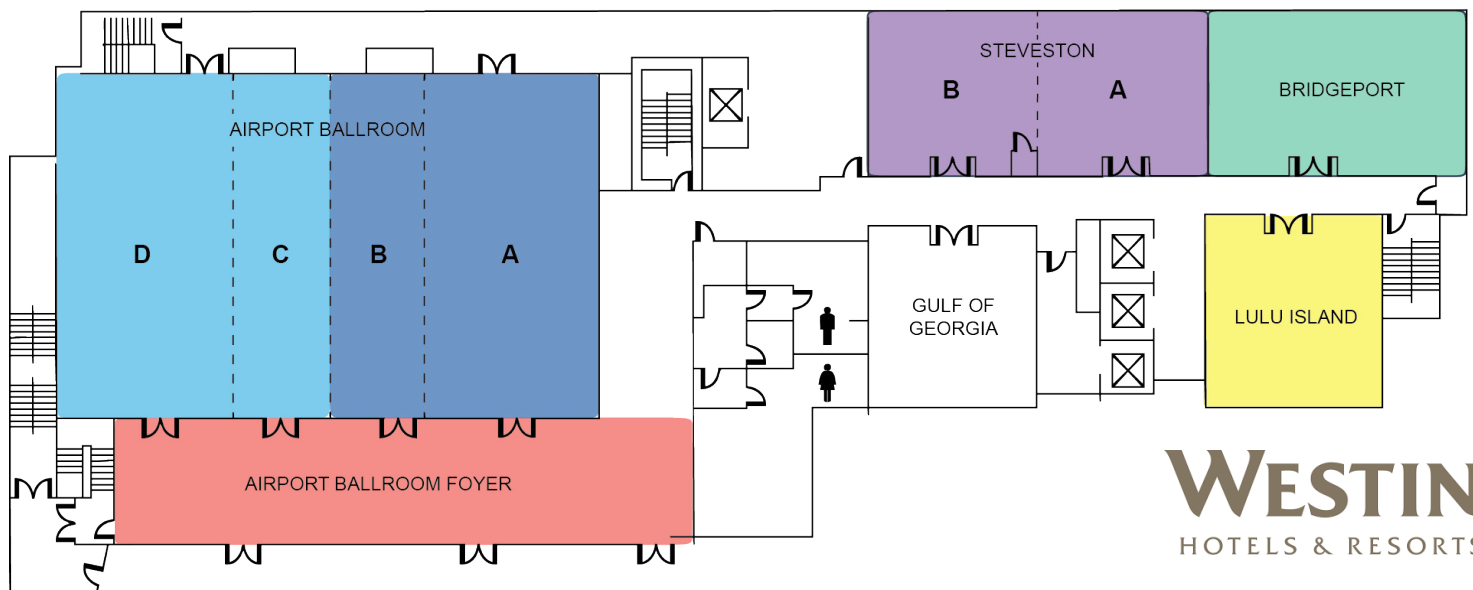 STEVESTON
B
A
BRIDGEPORT
AIRPORT BALLROOM
D
C
B
A
GULF OF
GEORGIA
LULU ISLAND
AIRPORT BALLROOM FOYER
WESTIN
HOTELS & RESORTS